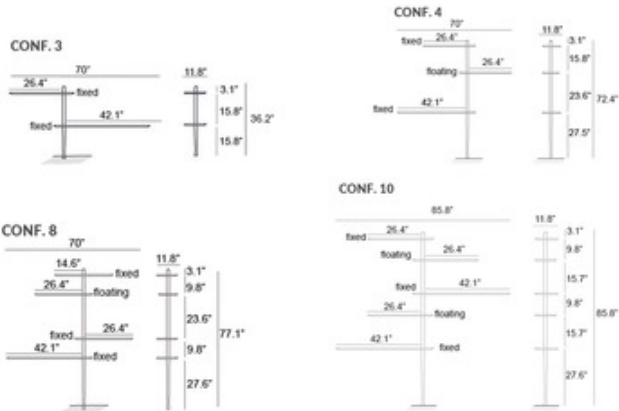 CONF. 3
70"
11.8"
26.4"
fixed
3.1"
42.1"
15.8"
36.2"
fixed
15.8"
CONF. 4
70"
11.8"
fixed
26.4"
3.1"
15.8"
26.4"
floating
23.6"
72.4"
42.1"
fixed
27.5"
CONF. 8
70"
11.8"
14.6"
fixed
3.1"
26.4"
9.8"
floating
23.6"
77.1"
26.4"
fixed
42.1"
9.8"
fixed
27.6"
CONF. 10
85.8"
11.8"
26.4"
3.1"
fixed
9.8"
26.4"
floating
15.7"
42.1"
fixed
9.8"
26.4"
85.8"
floating
15.7"
42.1"
fixed
27.6"